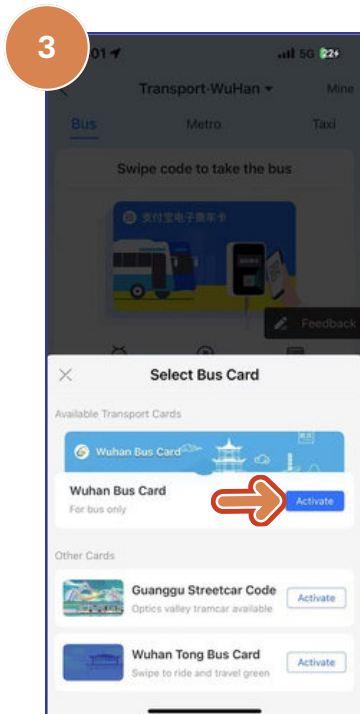 3
01
5G 22
Transport-WuHan
Mine
Bus
Metro
Taxi
Swipe code to take the bus
支付宝电子乘车卡
Feedback
Select Bus Card
Available Transport Cards
Wuhan Bus Card
Wuhan Bus Card
For bus only
Activate
Other Cards
Guanggu Streetcar Code
Optics valley tramcar available
Activate
Wuhan Tong Bus Card
Swipe to ride and travel green
Activate